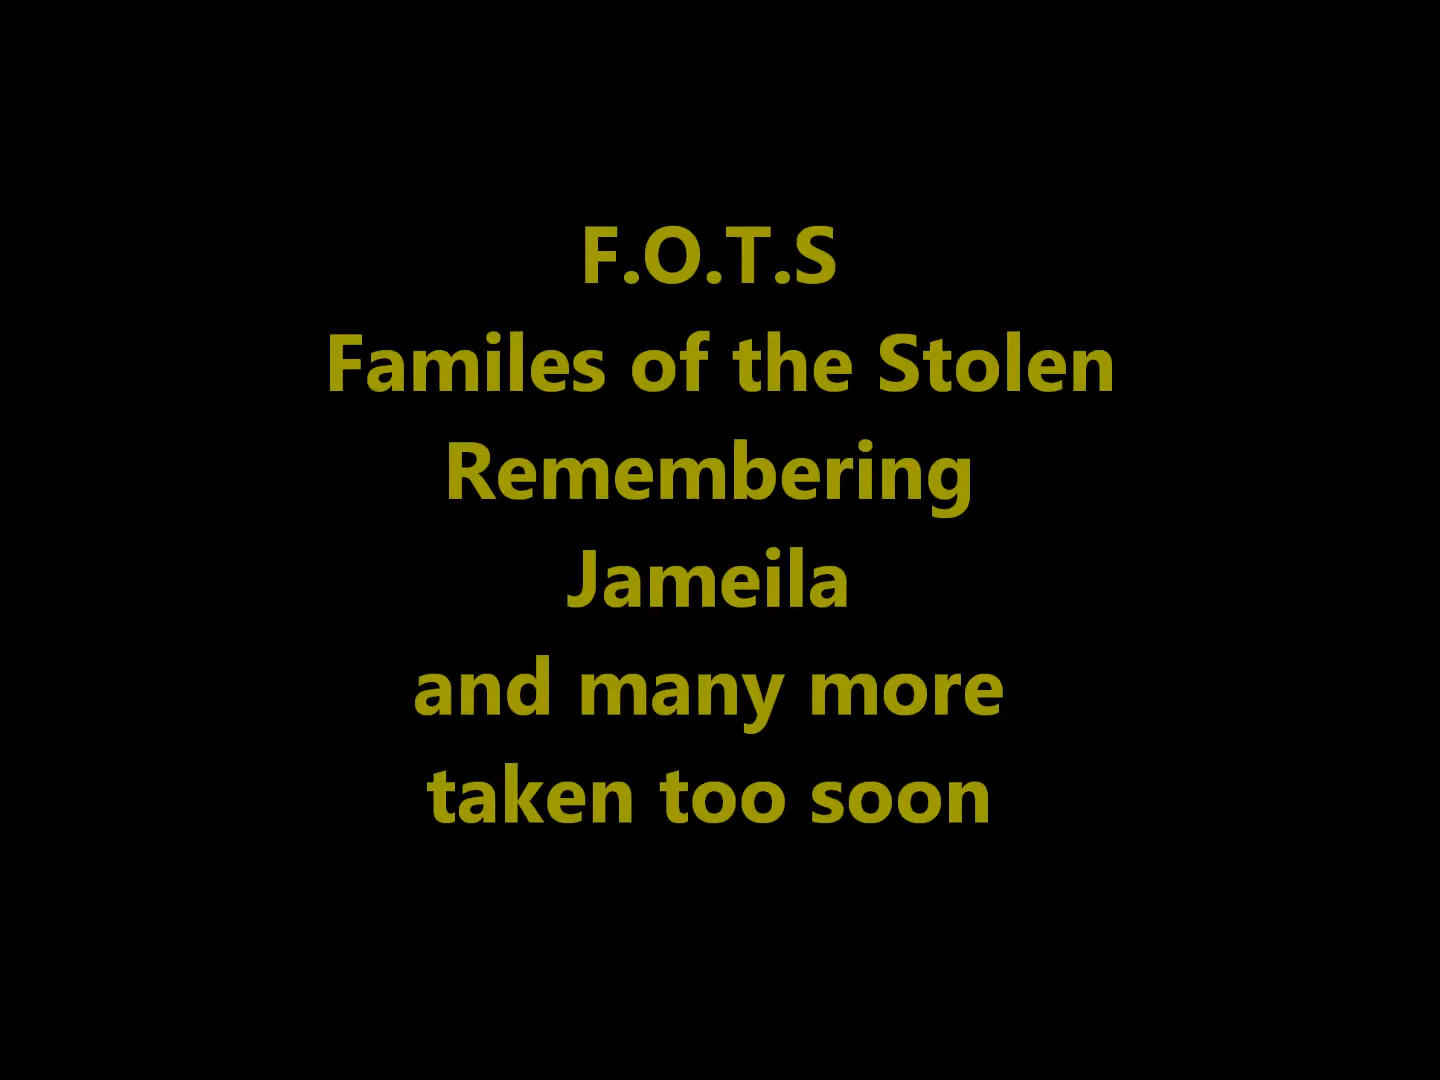 F.O.T.S
Familes of the Stolen
Remembering
Jameila
and many more
taken too soon